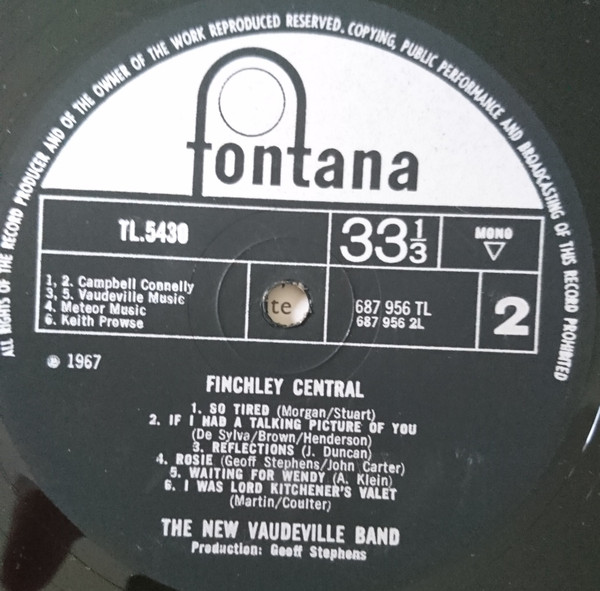 ALL RIGHTS OF THE RECORD PRODUCER AND OF THE OWNER OF THE WORK REPRODUCED RESERVED. COPYING, PUBLIC PERFORMANCE AND BROADCASTING OF THIS RECORD PROHIBITED
fontana
TL.5430
33⅓
MONO
1, 2. Campbell Connelly
3, 5. Vaudeville Music
4. Meteor Music
6. Keith Prowse
te
687 956 TL
687 956 2L
2
℗ 1967
FINCHLEY CENTRAL
1. SO TIRED (Morgan/Stuart)
2. IF I HAD A TALKING PICTURE OF YOU
(De Sylva/Brown/Henderson)
3. REFLECTIONS (J. Duncan)
4. ROSIE (Geoff Stephens/John Carter)
5. WAITING FOR WENDY (A. Klein)
6. I WAS LORD KITCHENER'S VALET
(Martin/Coulter)
THE NEW VAUDEVILLE BAND
Production: Geoff Stephens